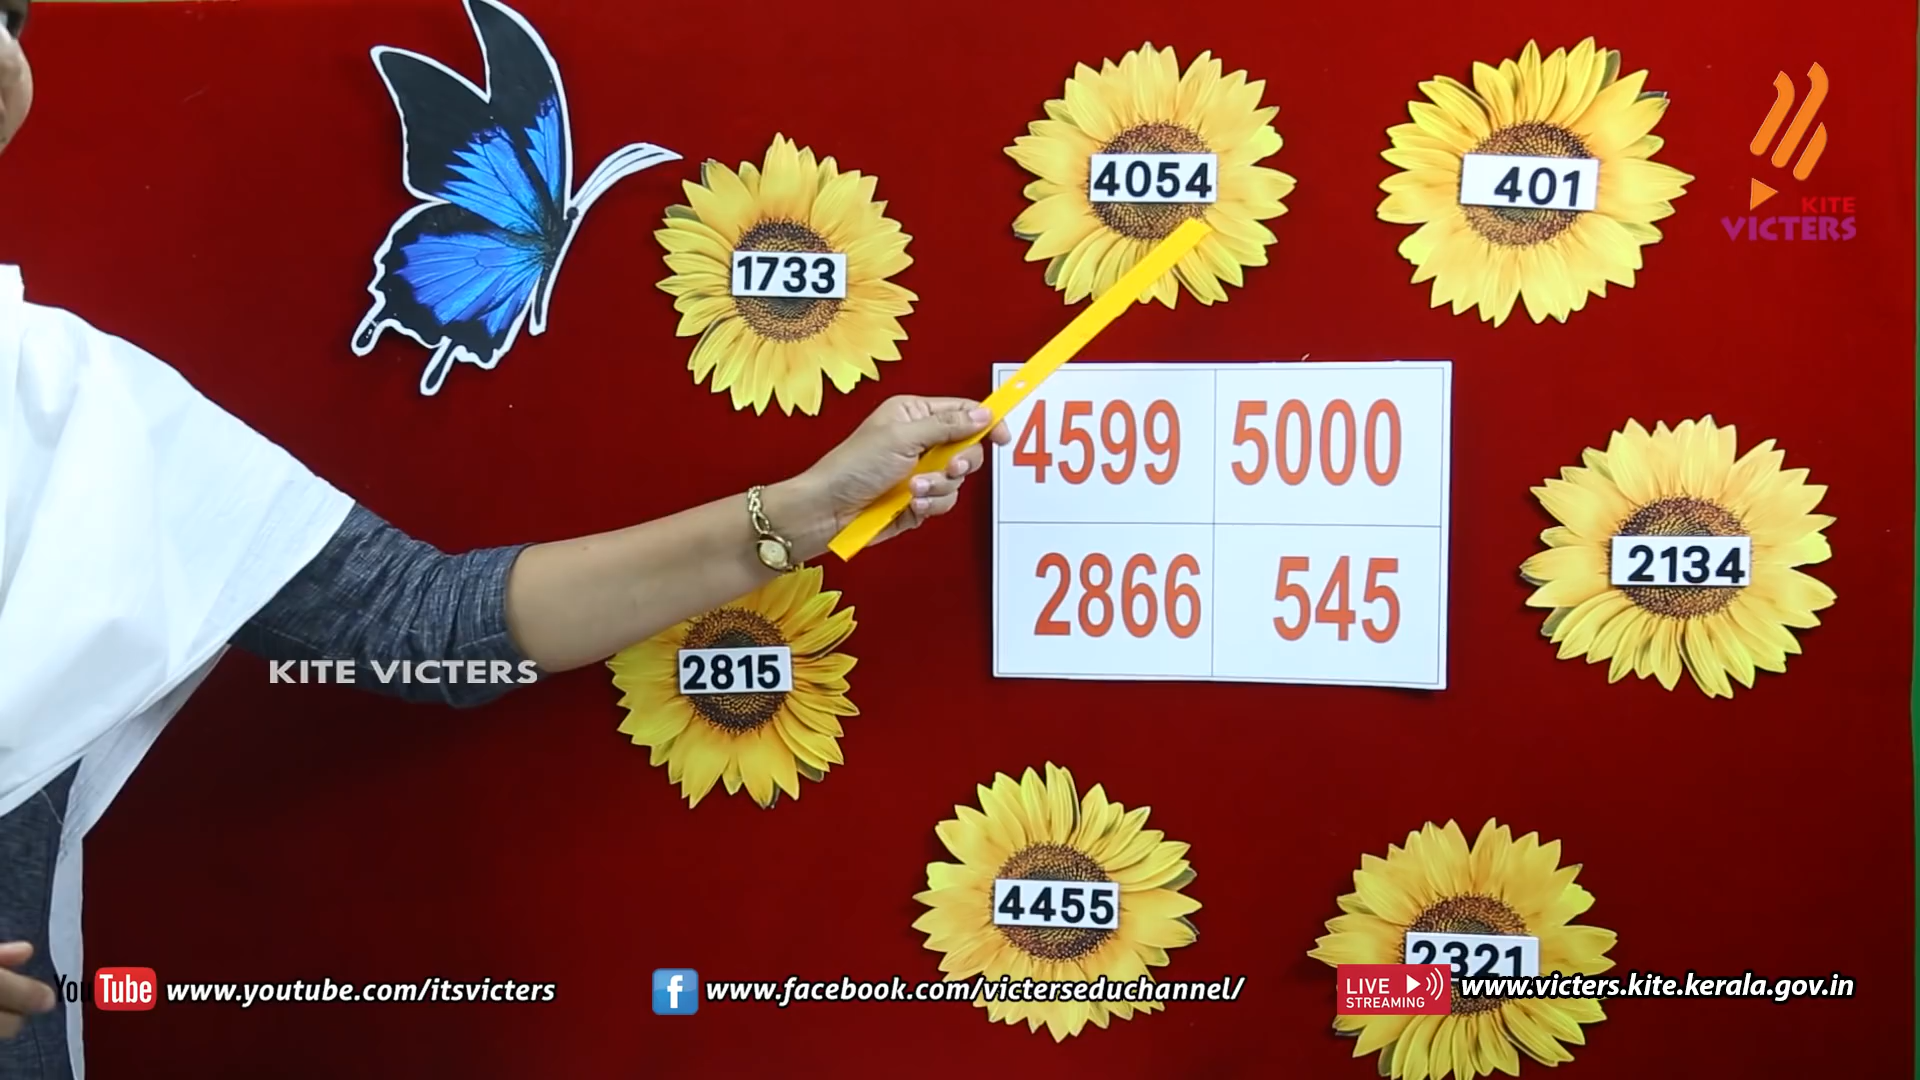 4054
401
KITE
VICTERS
1733
4599 5000
2866 545
2134
KITE VICTERS
2815
4455
2321
YouTube www.youtube.com/itsvicters
f www.facebook.com/victerseduchannel/
LIVE STREAMING www.victers.kite.kerala.gov.in